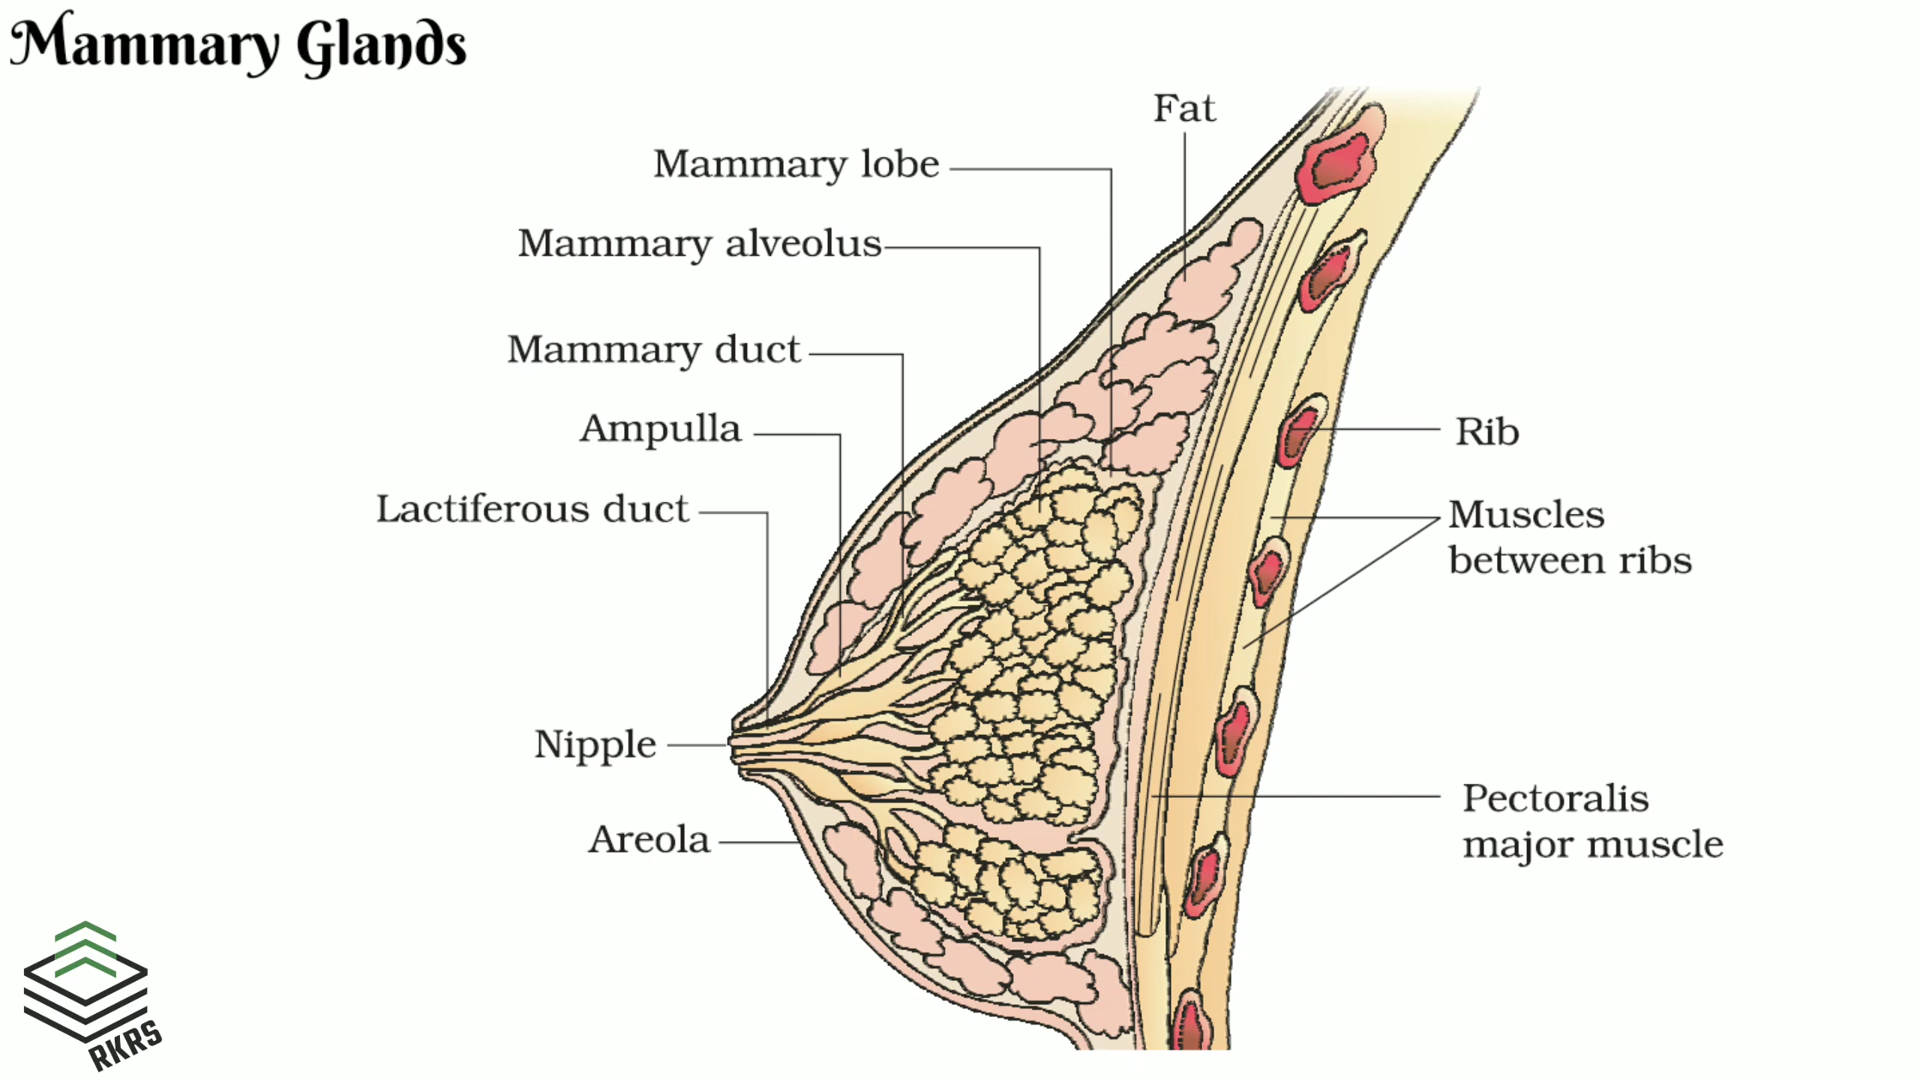 Mammary Glands
Fat
Mammary lobe
Mammary alveolus
Mammary duct
Ampulla
Lactiferous duct
Nipple
Areola
Rib
Muscles
between ribs
Pectoralis
major muscle
RKRS